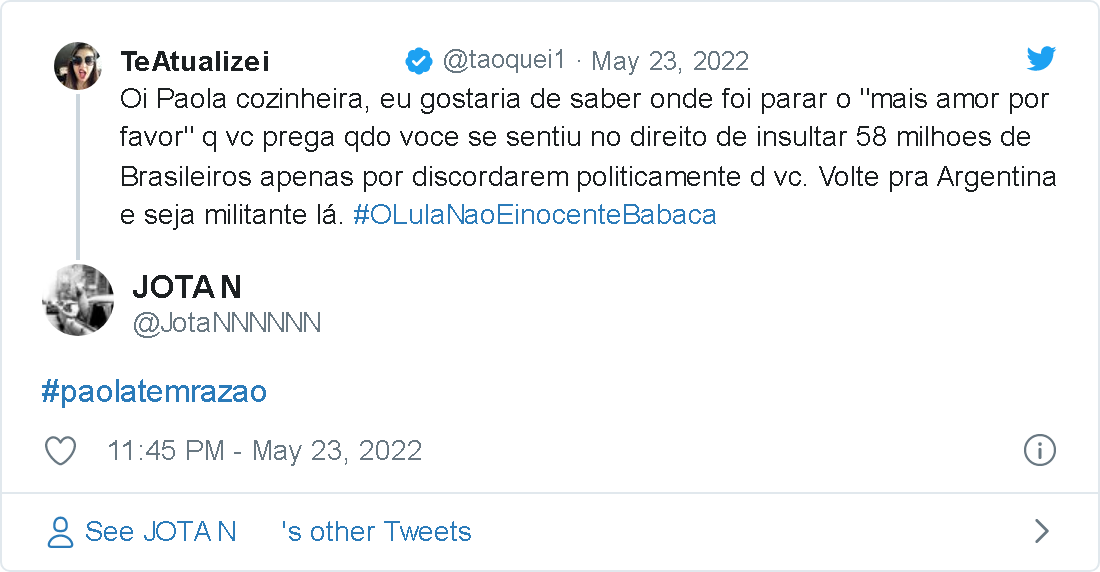 TeAtualizei @taoquei1 · May 23, 2022
Oi Paola cozinheira, eu gostaria de saber onde foi parar o "mais amor por
favor" q vc prega qdo voce se sentiu no direito de insultar 58 milhoes de
Brasileiros apenas por discordarem politicamente d vc. Volte pra Argentina
e seja militante lá. #OLulaNaoEinocenteBabaca
JOTA N
@JotaNNNNNN
#paolatemrazao
11:45 PM - May 23, 2022
See JOTA N 's other Tweets